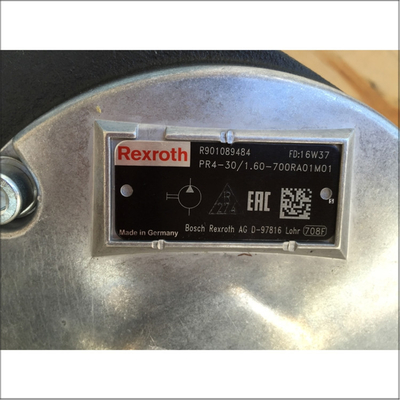 Rexroth
R901089484 FD:16W37
PR4-30/1.60-700RA01M01
EAC
Made in Germany
Bosch Rexroth AG D-97816 Lohr 708F